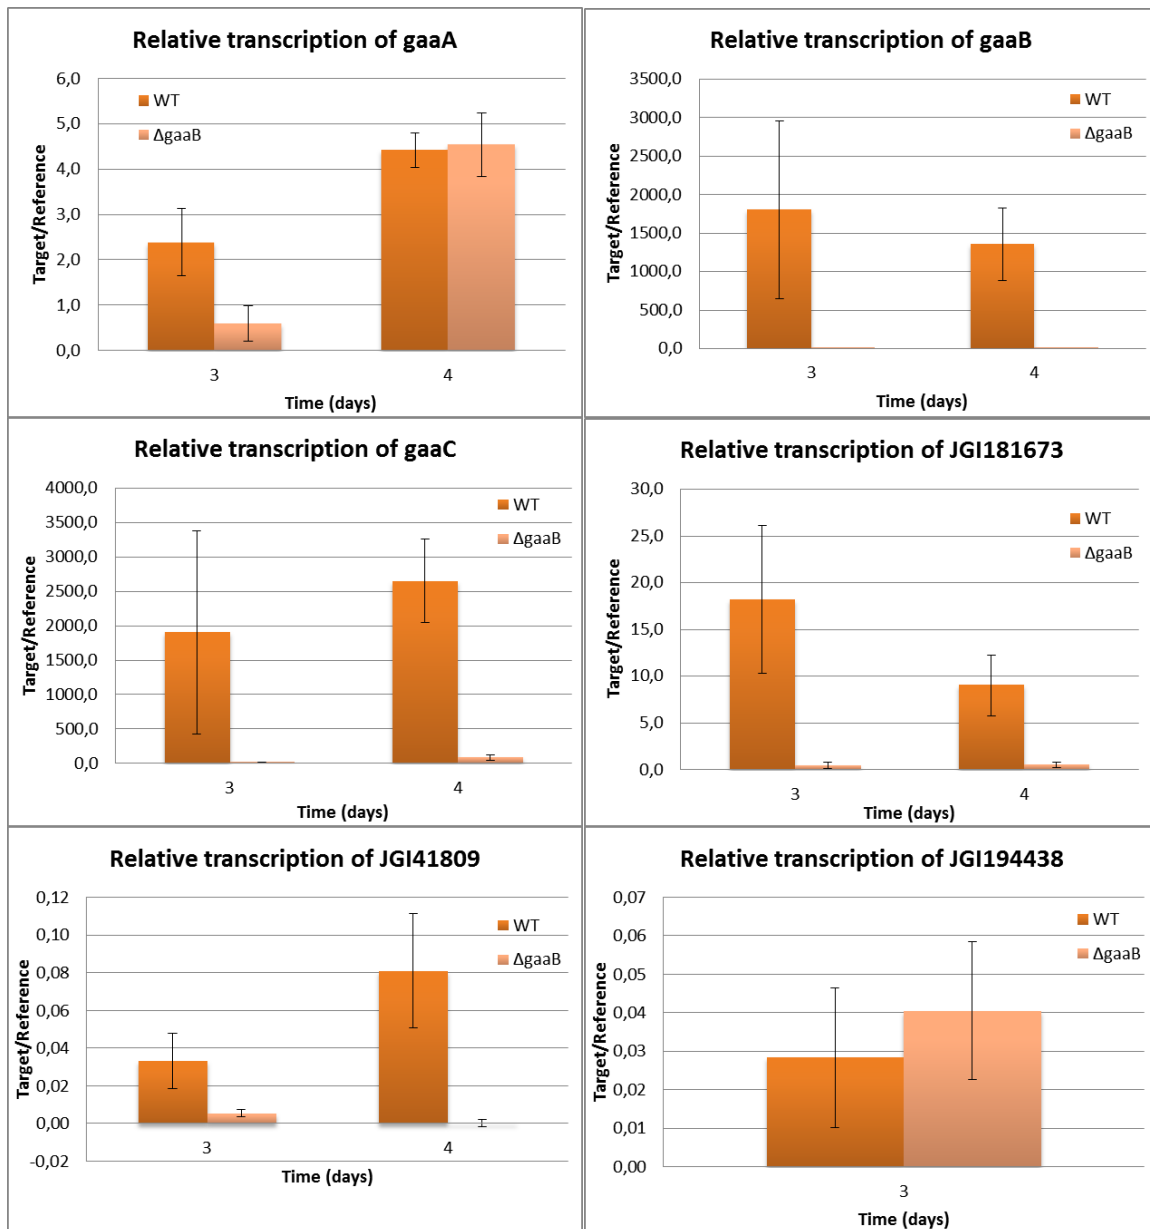 Relative transcription of gaaA
Target/Reference
6,0
5,0
4,0
3,0
2,0
1,0
0,0
WT
ΔgaaB
3
4
Time (days)
Relative transcription of gaaB
Target/Reference
3500,0
3000,0
2500,0
2000,0
1500,0
1000,0
500,0
0,0
WT
ΔgaaB
3
4
Time (days)
Relative transcription of gaaC
Target/Reference
4000,0
3500,0
3000,0
2500,0
2000,0
1500,0
1000,0
500,0
0,0
WT
ΔgaaB
3
4
Time (days)
Relative transcription of JGI181673
Target/Reference
30,0
25,0
20,0
15,0
10,0
5,0
0,0
WT
ΔgaaB
3
4
Time (days)
Relative transcription of JGI41809
Target/Reference
0,12
0,10
0,08
0,06
0,04
0,02
0,00
-0,02
WT
ΔgaaB
3
4
Time (days)
Relative transcription of JGI194438
Target/Reference
0,07
0,06
0,05
0,04
0,03
0,02
0,01
0,00
WT
ΔgaaB
3
Time (days)